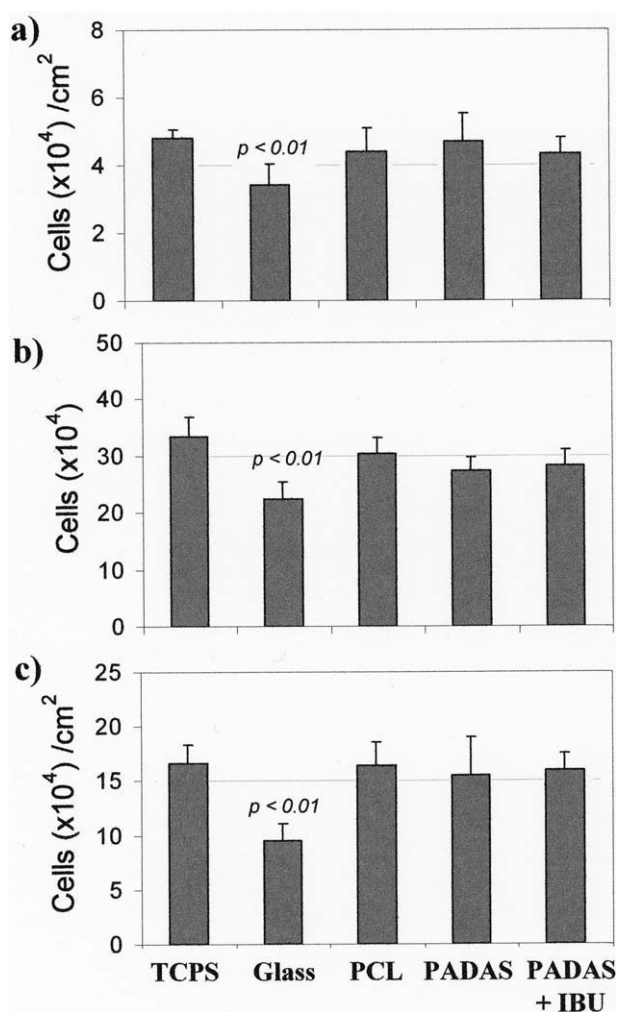 a)
Cells (x10⁴) /cm²
8
6
4
2
0
p < 0.01
b)
Cells (x10⁴)
50
40
30
20
10
0
p < 0.01
c)
Cells (x10⁴) /cm²
25
20
15
10
5
0
p < 0.01
TCPS Glass PCL PADAS PADAS
+ IBU